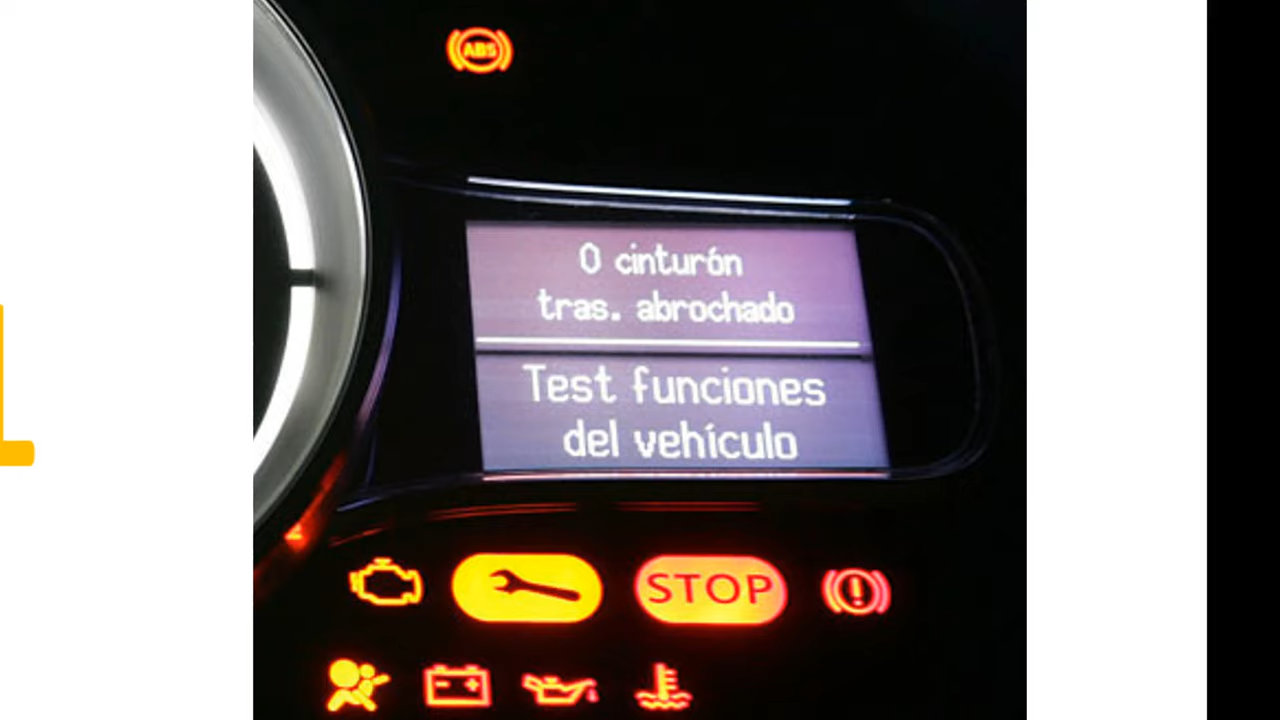 ABS
0 cinturón
tras. abrochado
Test funciones
del vehículo
STOP